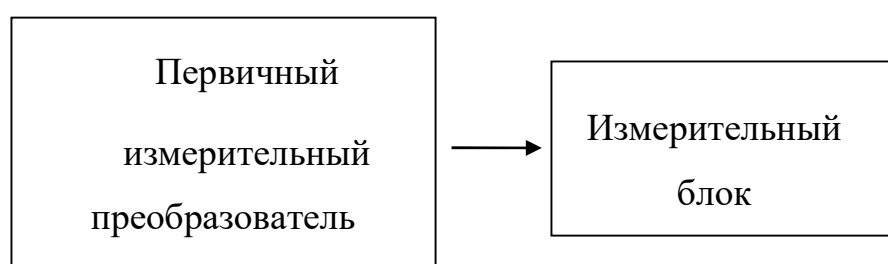 Первичный
измерительный
преобразователь
Измерительный
блок